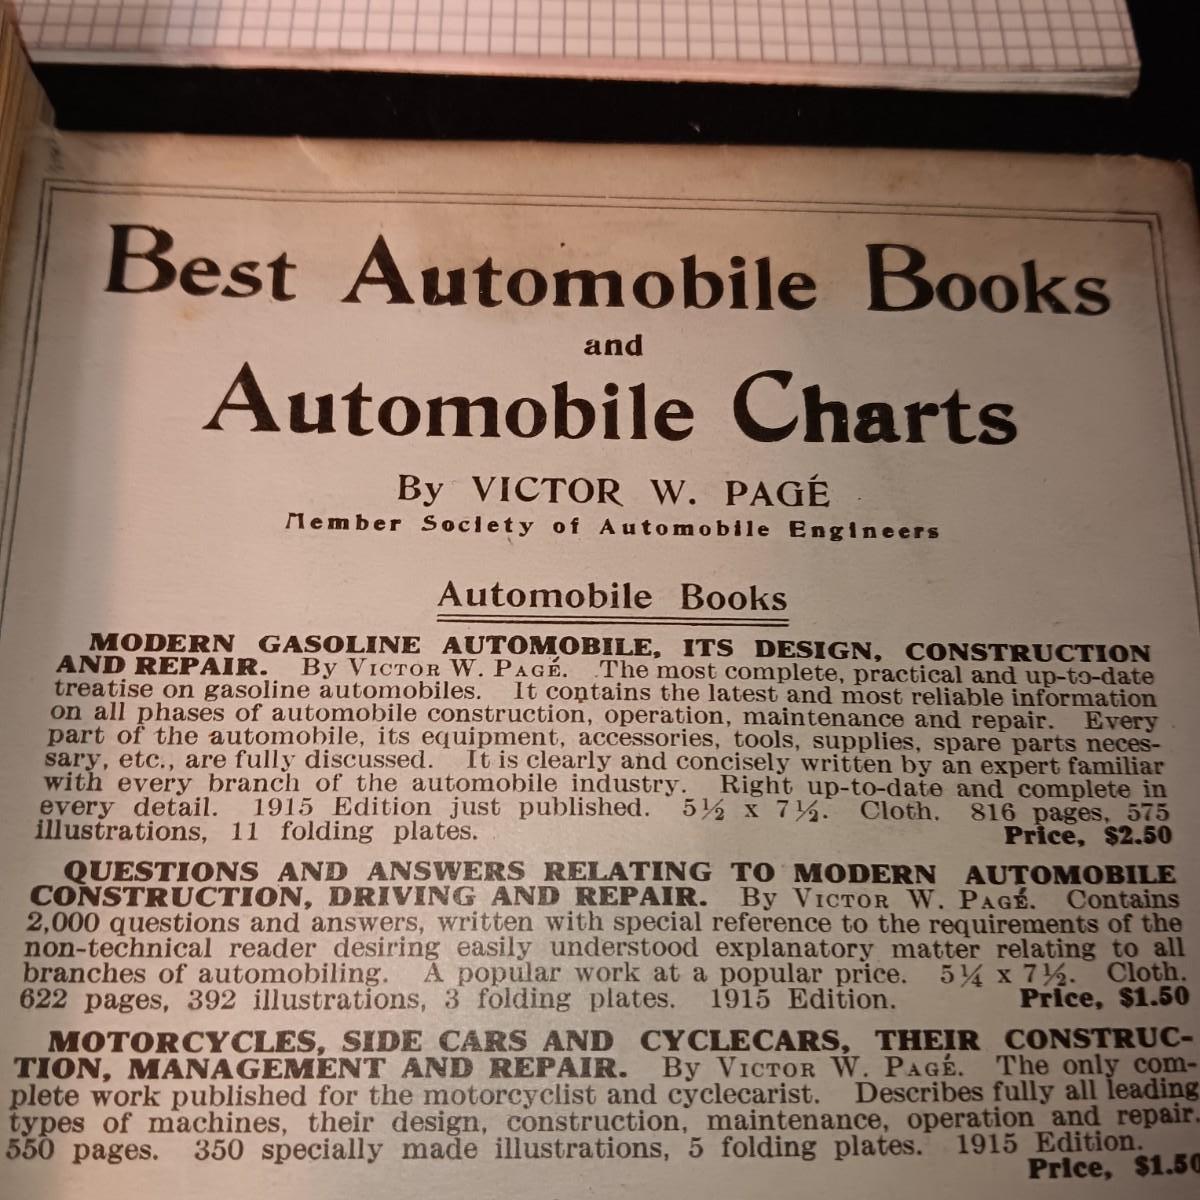 Best Automobile Books
and
Automobile Charts
By VICTOR W. PAGÉ
Member Society of Automobile Engineers
Automobile Books
MODERN GASOLINE AUTOMOBILE, ITS DESIGN, CONSTRUCTION
AND REPAIR. By VICTOR W. PAGÉ. The most complete, practical and up-to-date
treatise on gasoline automobiles. It contains the latest and most reliable information
on all phases of automobile construction, operation, maintenance and repair. Every
part of the automobile, its equipment, accessories, tools, supplies, spare parts neces-
sary, etc., are fully discussed. It is clearly and concisely written by an expert familiar
with every branch of the automobile industry. Right up-to-date and complete in
every detail. 1915 Edition just published. 5½ x 7½. Cloth. 816 pages, 575
illustrations, 11 folding plates. Price, $2.50
QUESTIONS AND ANSWERS RELATING TO MODERN AUTOMOBILE
CONSTRUCTION, DRIVING AND REPAIR. By VICTOR W. PAGÉ. Contains
2,000 questions and answers, written with special reference to the requirements of the
non-technical reader desiring easily understood explanatory matter relating to all
branches of automobiling. A popular work at a popular price. 5¼ x 7½. Cloth.
622 pages, 392 illustrations, 3 folding plates. 1915 Edition. Price, $1.50
MOTORCYCLES, SIDE CARS AND CYCLECARS, THEIR CONSTRUC-
TION, MANAGEMENT AND REPAIR. By VICTOR W. PAGÉ. The only com-
plete work published for the motorcyclist and cyclecarist. Describes fully all leading
types of machines, their design, construction, maintenance, operation and repair.
550 pages. 350 specially made illustrations, 5 folding plates. 1915 Edition.
Price, $1.50